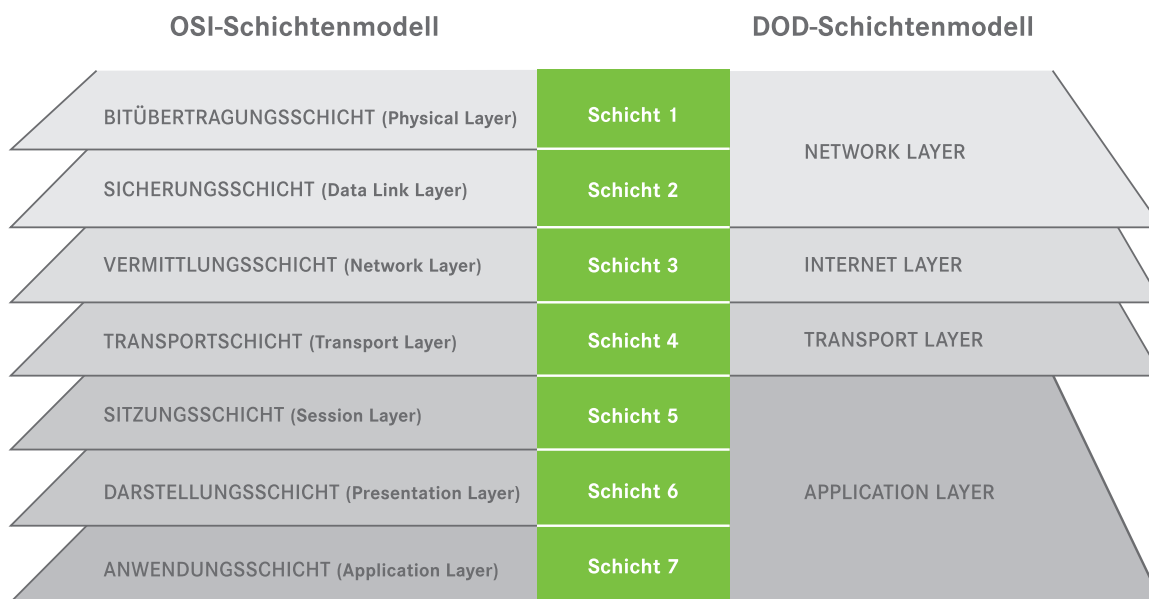 OSI-Schichtenmodell
DOD-Schichtenmodell
BITÜBERTRAGUNGSSCHICHT (Physical Layer)
Schicht 1
NETWORK LAYER
SICHERUNGSSCHICHT (Data Link Layer)
Schicht 2
VERMITTLUNGSSCHICHT (Network Layer)
Schicht 3
INTERNET LAYER
TRANSPORTSCHICHT (Transport Layer)
Schicht 4
TRANSPORT LAYER
SITZUNGSSCHICHT (Session Layer)
Schicht 5
DARSTELLUNGSSCHICHT (Presentation Layer)
Schicht 6
APPLICATION LAYER
ANWENDUNGSSCHICHT (Application Layer)
Schicht 7